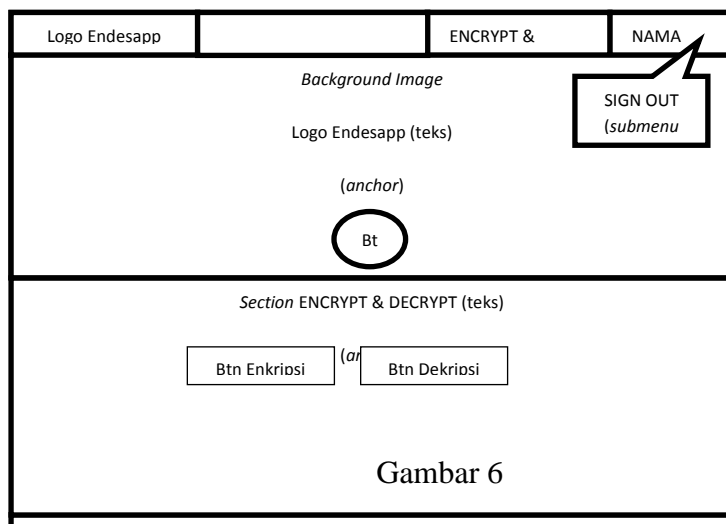 Logo Endesapp
ENCRYPT &
NAMA
Background Image
SIGN OUT
(submenu
Logo Endesapp (teks)
(anchor)
Bt
Section ENCRYPT & DECRYPT (teks)
Btn Enkripsi
(ar
Btn Dekripsi
Gambar 6